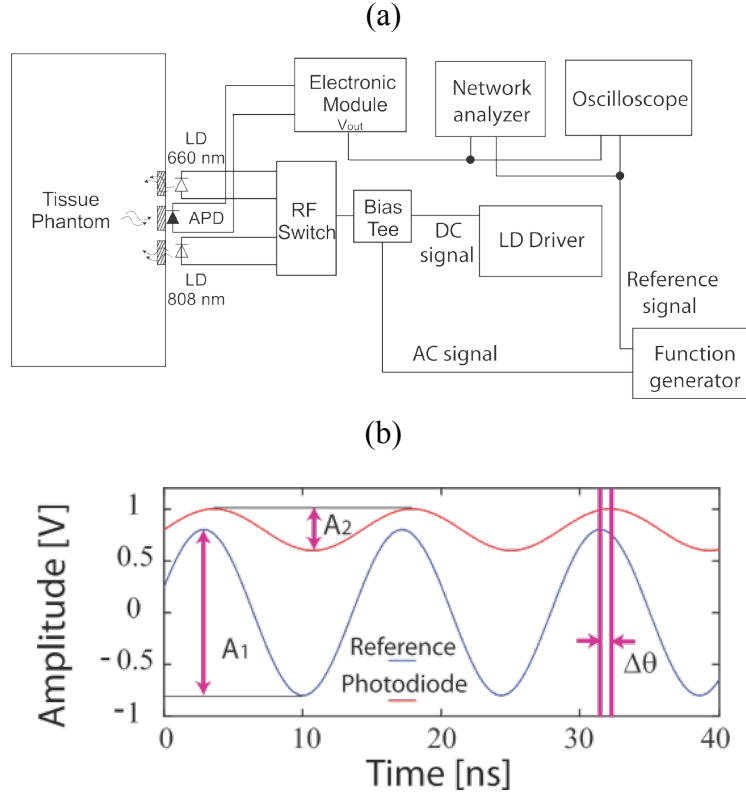 (a)
Electronic
Module
Vout
Network
analyzer
Oscilloscope
LD
660 nm
Tissue
Phantom
APD
RF
Switch
Bias
Tee
DC
signal
LD Driver
LD
808 nm
Reference
signal
AC signal
Function
generator
(b)
Amplitude [V]
1
0.5
0
-0.5
-1
A2
A1
Reference
Photodiode
Δθ
0
10
20
30
40
Time [ns]